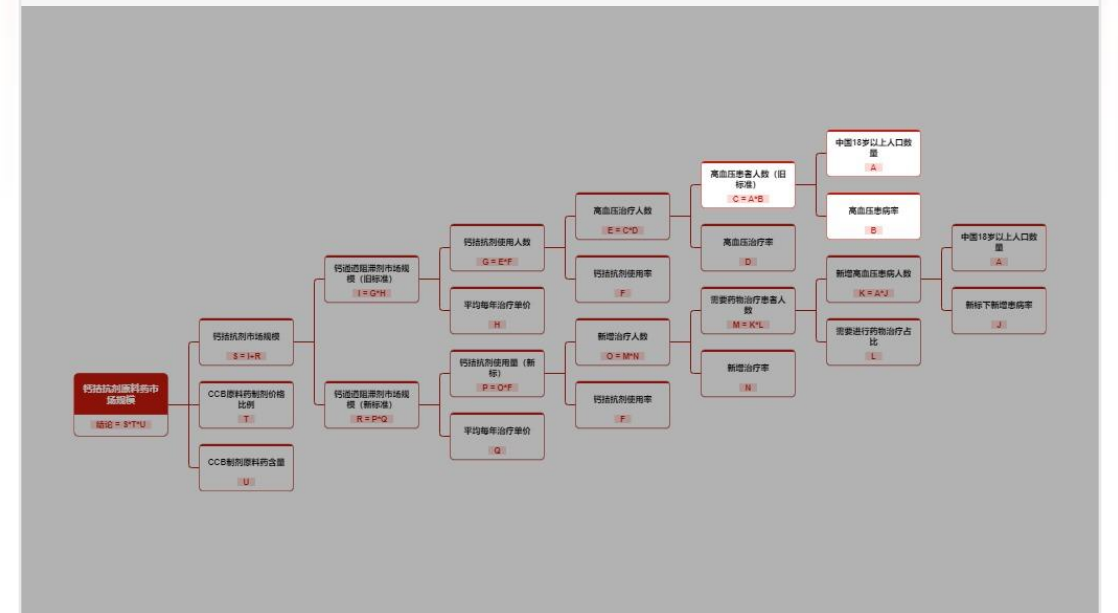 中国18岁以上人口数
量
A
高血压患者人数（旧
标准）
C = A*B
高血压患病率
B
高血压治疗人数
E = C*D
高血压治疗率
D
钙拮抗剂使用人数
G = E*F
钙拮抗剂使用率
F
钙通道阻滞剂市场规
模（旧标准）
I = G*H
平均每年治疗单价
H
中国18岁以上人口数
量
A
新增高血压患病人数
K = A*J
新标下新增患病率
J
需要药物治疗患者人
数
M = K*L
需要进行药物治疗占
比
L
新增治疗人数
O = M*N
新增治疗率
N
钙拮抗剂使用量（新
标）
P = O*F
钙拮抗剂使用率
F
钙拮抗剂市场规模
S = I+R
钙通道阻滞剂市场规
模（新标准）
R = P*Q
平均每年治疗单价
Q
钙拮抗剂原料药市
场规模
结论 = S*T*U
CCB原料药制剂价格
比例
T
CCB制剂原料药含量
U